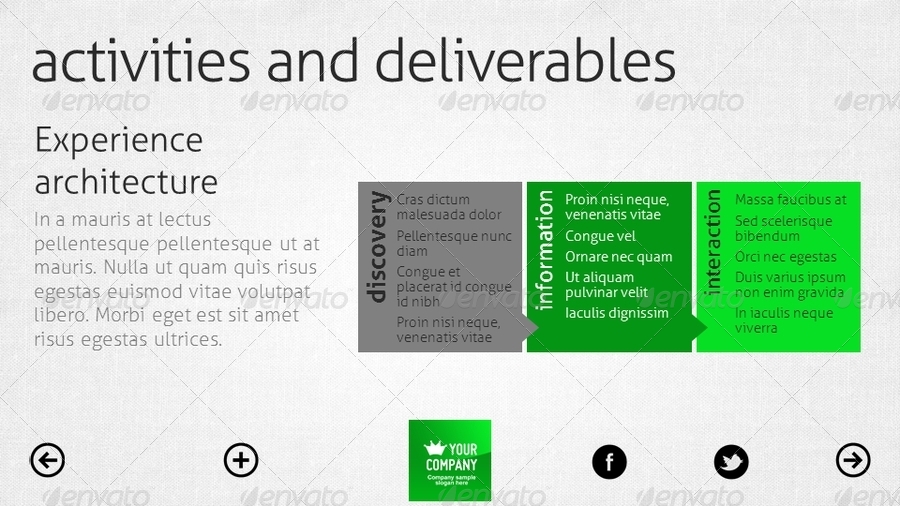 activities and deliverables
Experience
architecture
In a mauris at lectus
pellentesque pellentesque ut at
mauris. Nulla ut quam quis risus
egestas euismod vitae volutpat
libero. Morbi eget est sit amet
risus egestas ultrices.
discovery
Cras dictum
malesuada dolor
Pellentesque nunc
diam
Congue et
placerat id congue
id nibh
Proin nisi neque,
venenatis vitae
information
Proin nisi neque,
venenatis vitae
Congue vel
Ornare nec quam
Ut aliquam
pulvinar velit
Iaculis dignissim
interaction
Massa faucibus at
Sed scelerisque
bibendum
Orci nec egestas
Duis varius ipsum
non enim gravida
In iaculis neque
viverra
YOUR
COMPANY
Company sample
slogan here
f
envato envato envato envato envato
envato envato envato envato envato
envato envato envato envato envato